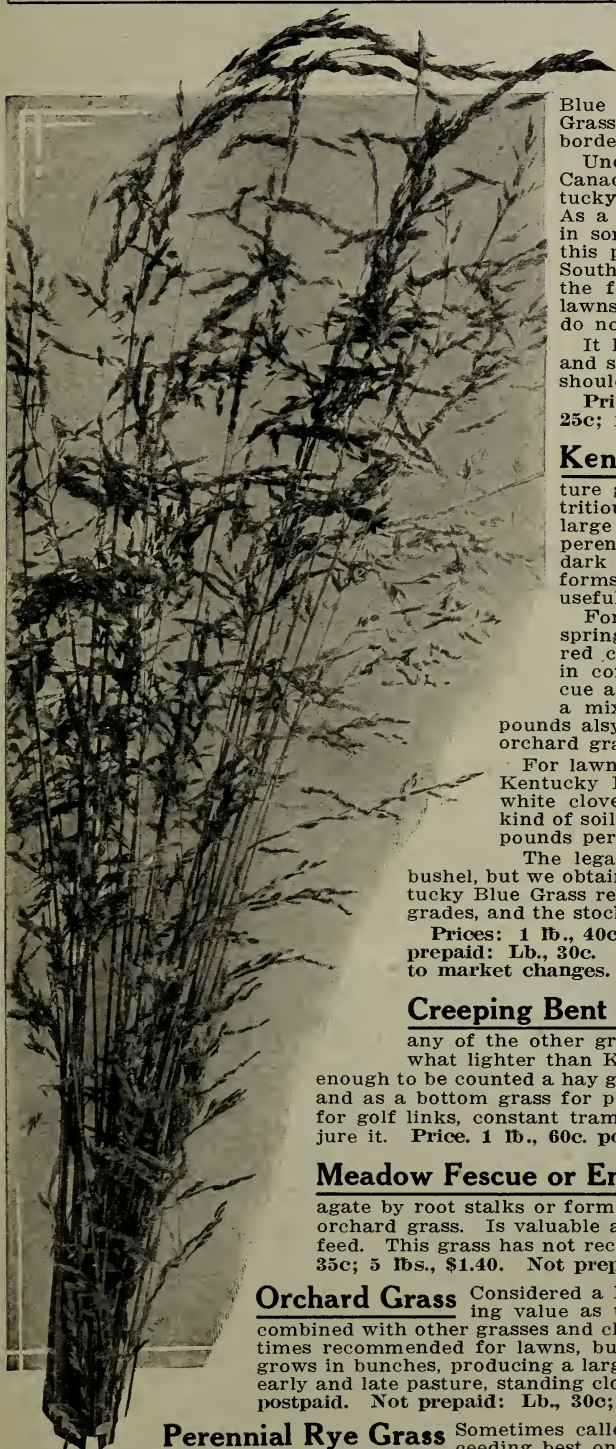 Blue
Grass
borde
Und
Canad
tucky
As a
in som
this p
South
the f
lawns
do no
It
and s
shoul
Pri
25c;
Ken
ture g
tritiou
large
peren
dark
forms
useful
For
spring
red c
in co
cue a
a mix
pounds alsy
orchard gra
For lawn
Kentucky
white clove
kind of soil
pounds per
The lega
bushel, but we obtain
tucky Blue Grass re
grades, and the stoc
Prices: 1 lb., 40c
prepaid: Lb., 30c.
to market changes.
Creeping Bent
any of the other gr
what lighter than K
enough to be counted a hay g
and as a bottom grass for p
for golf links, constant tram
jure it. Price. 1 lb., 60c. po
Meadow Fescue or En
agate by root stalks or form
orchard grass. Is valuable a
feed. This grass has not rec
35c; 5 lbs., $1.40. Not prep
Orchard Grass Considered a
ing value as
combined with other grasses and cl
times recommended for lawns, bu
grows in bunches, producing a larg
early and late pasture, standing clo
postpaid. Not prepaid: Lb., 30c;
Perennial Rye Grass Sometimes calle
ceeding best on